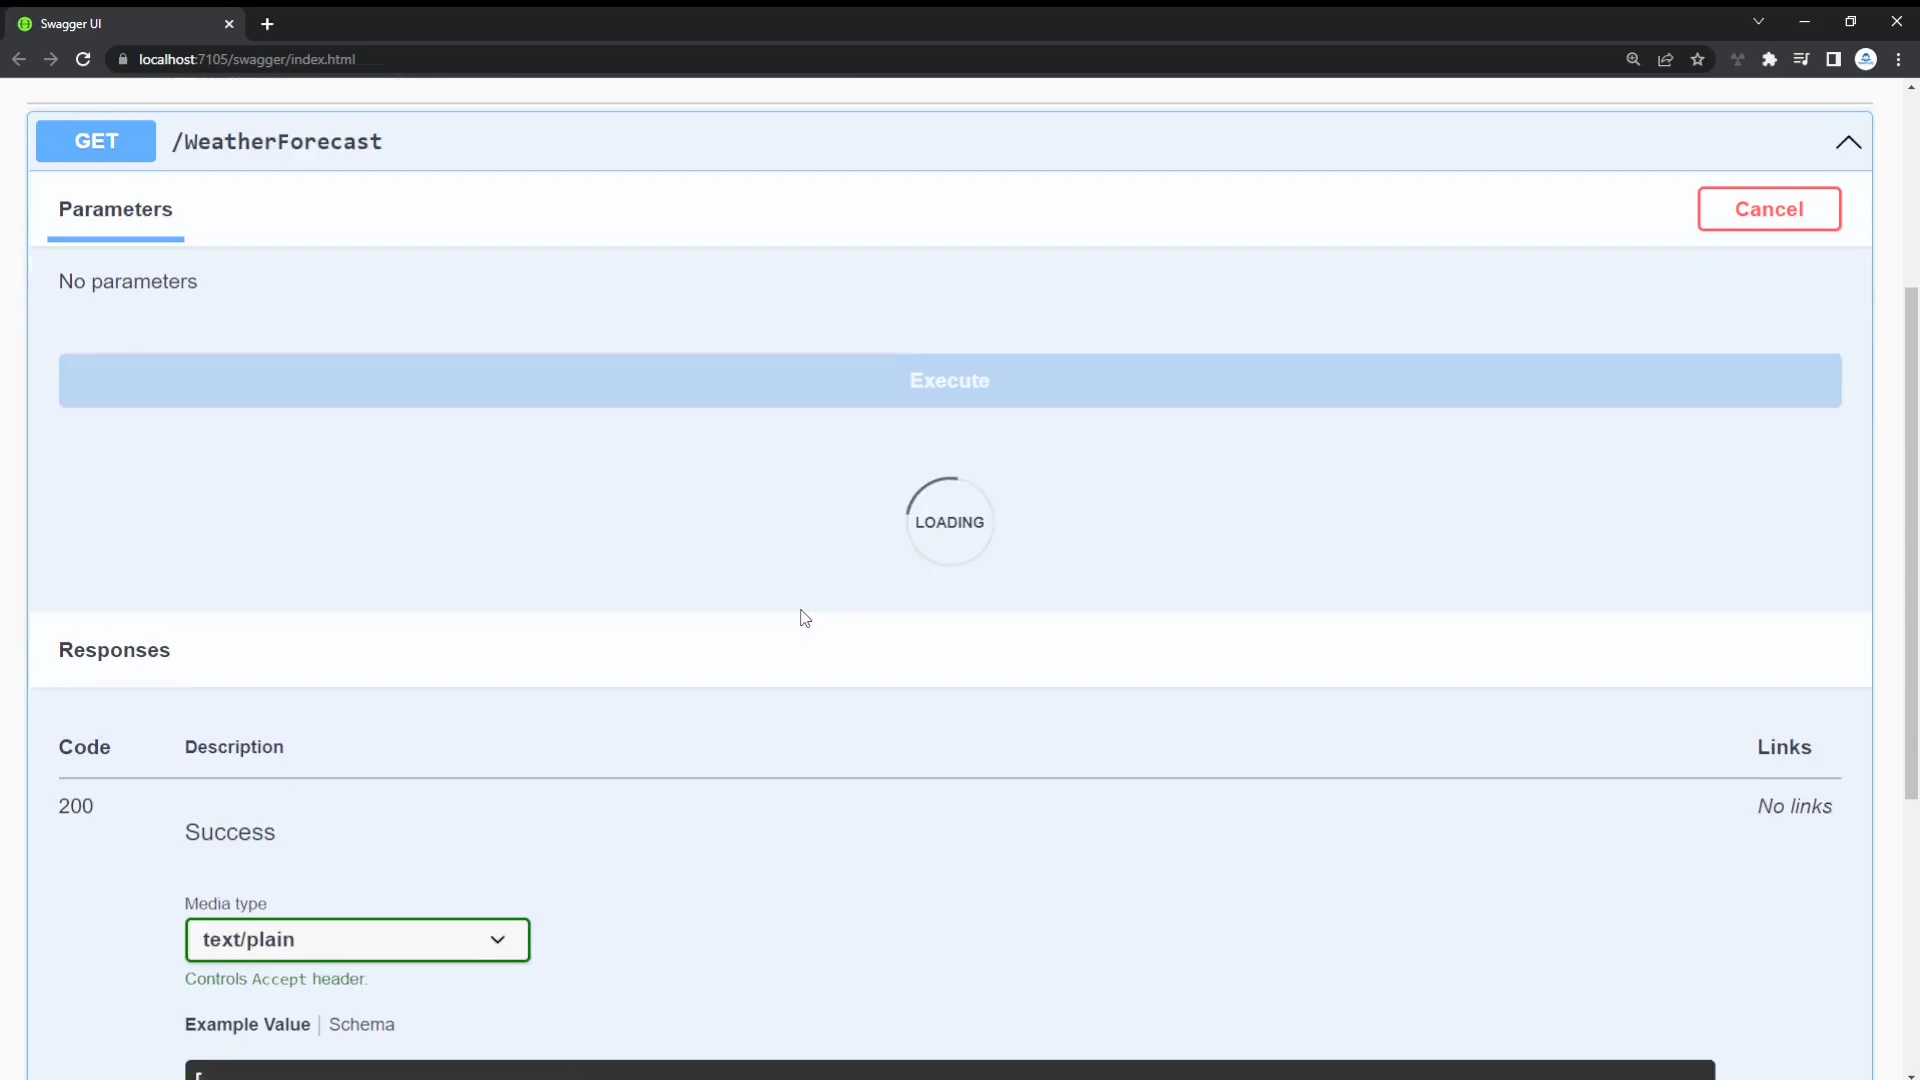 Swagger UI
localhost:7105/swagger/index.html
GET /WeatherForecast
Parameters
Cancel
No parameters
Execute
LOADING
Responses
Code Description Links
200 No links
Success
Media type
text/plain
Controls Accept header.
Example Value | Schema
[